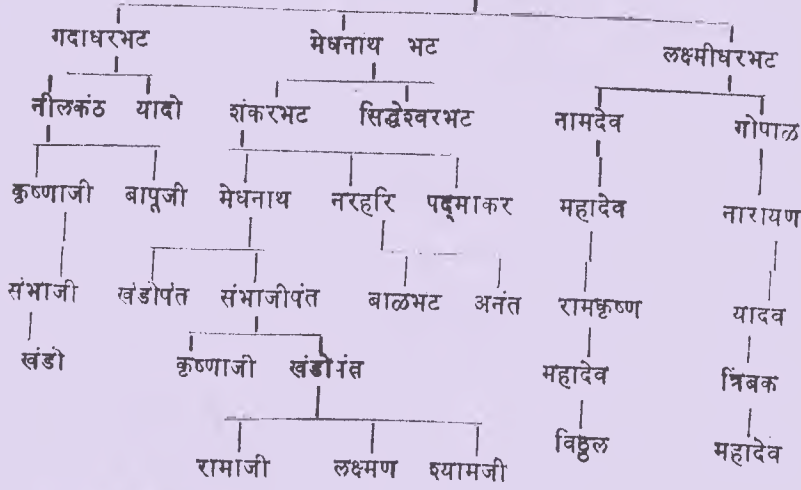 गदाधरभट मेघनाथ भट लक्ष्मीधरभट
नीलकंठ यादो शंकरभट सिद्धेश्वरभट नामदेव गोपाळ
कृष्णाजी बापूजी मेघनाथ नरहरि पद्माकर महादेव नारायण
संभाजी खंडोपंत संभाजीपंत बाळभट अनंत रामकृष्ण यादव
खंडो कृष्णाजी खंडोपंत महादेव त्रिंबक
रामाजी लक्ष्मण श्यामजी विठ्ठल महादेव